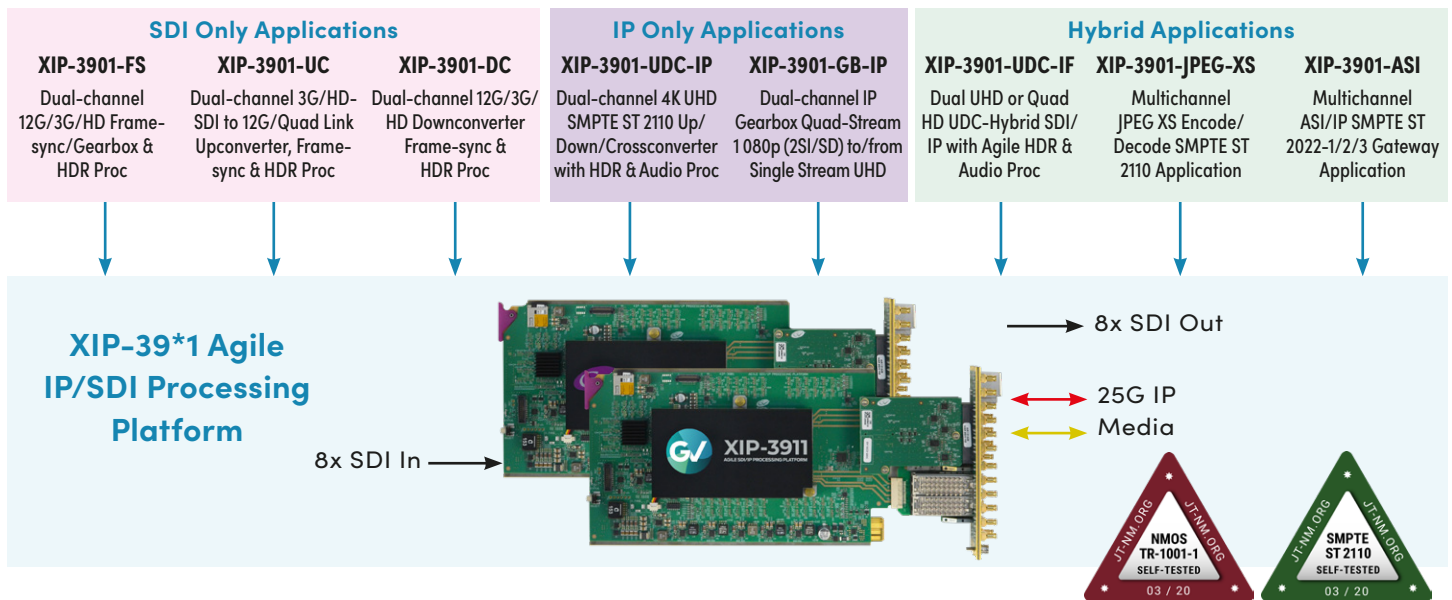 SDI Only Applications
XIP-3901-FS
Dual-channel
12G/3G/HD Frame-
sync/Gearbox &
HDR Proc
XIP-3901-UC
Dual-channel 3G/HD-
SDI to 12G/Quad Link
Upconverter, Frame-
sync & HDR Proc
XIP-3901-DC
Dual-channel 12G/3G/
HD Downconverter
Frame-sync &
HDR Proc
IP Only Applications
XIP-3901-UDC-IP
Dual-channel 4K UHD
SMPTE ST 2110 Up/
Down/Crossconverter
with HDR & Audio Proc
XIP-3901-GB-IP
Dual-channel IP
Gearbox Quad-Stream
1080p (2SI/SD) to/from
Single Stream UHD
Hybrid Applications
XIP-3901-UDC-IF
Dual UHD or Quad
HD UDC-Hybrid SDI/
IP with Agile HDR &
Audio Proc
XIP-3901-JPEG-XS
Multichannel
JPEG XS Encode/
Decode SMPTE ST
2110 Application
XIP-3901-ASI
Multichannel
ASI/IP SMPTE ST
2022-1/2/3 Gateway
Application
XIP-39*1 Agile
IP/SDI Processing
Platform
8x SDI In
GV
XIP-3911
AGILE SDI/IP PROCESSING PLATFORM
8x SDI Out
25G IP
Media
JT-NM.ORG
JT-NM.ORG
NMOS
TR-1001-1
SELF-TESTED
03 / 20
JT-NM.ORG
JT-NM.ORG
SMPTE
ST 2110
SELF-TESTED
03 / 20